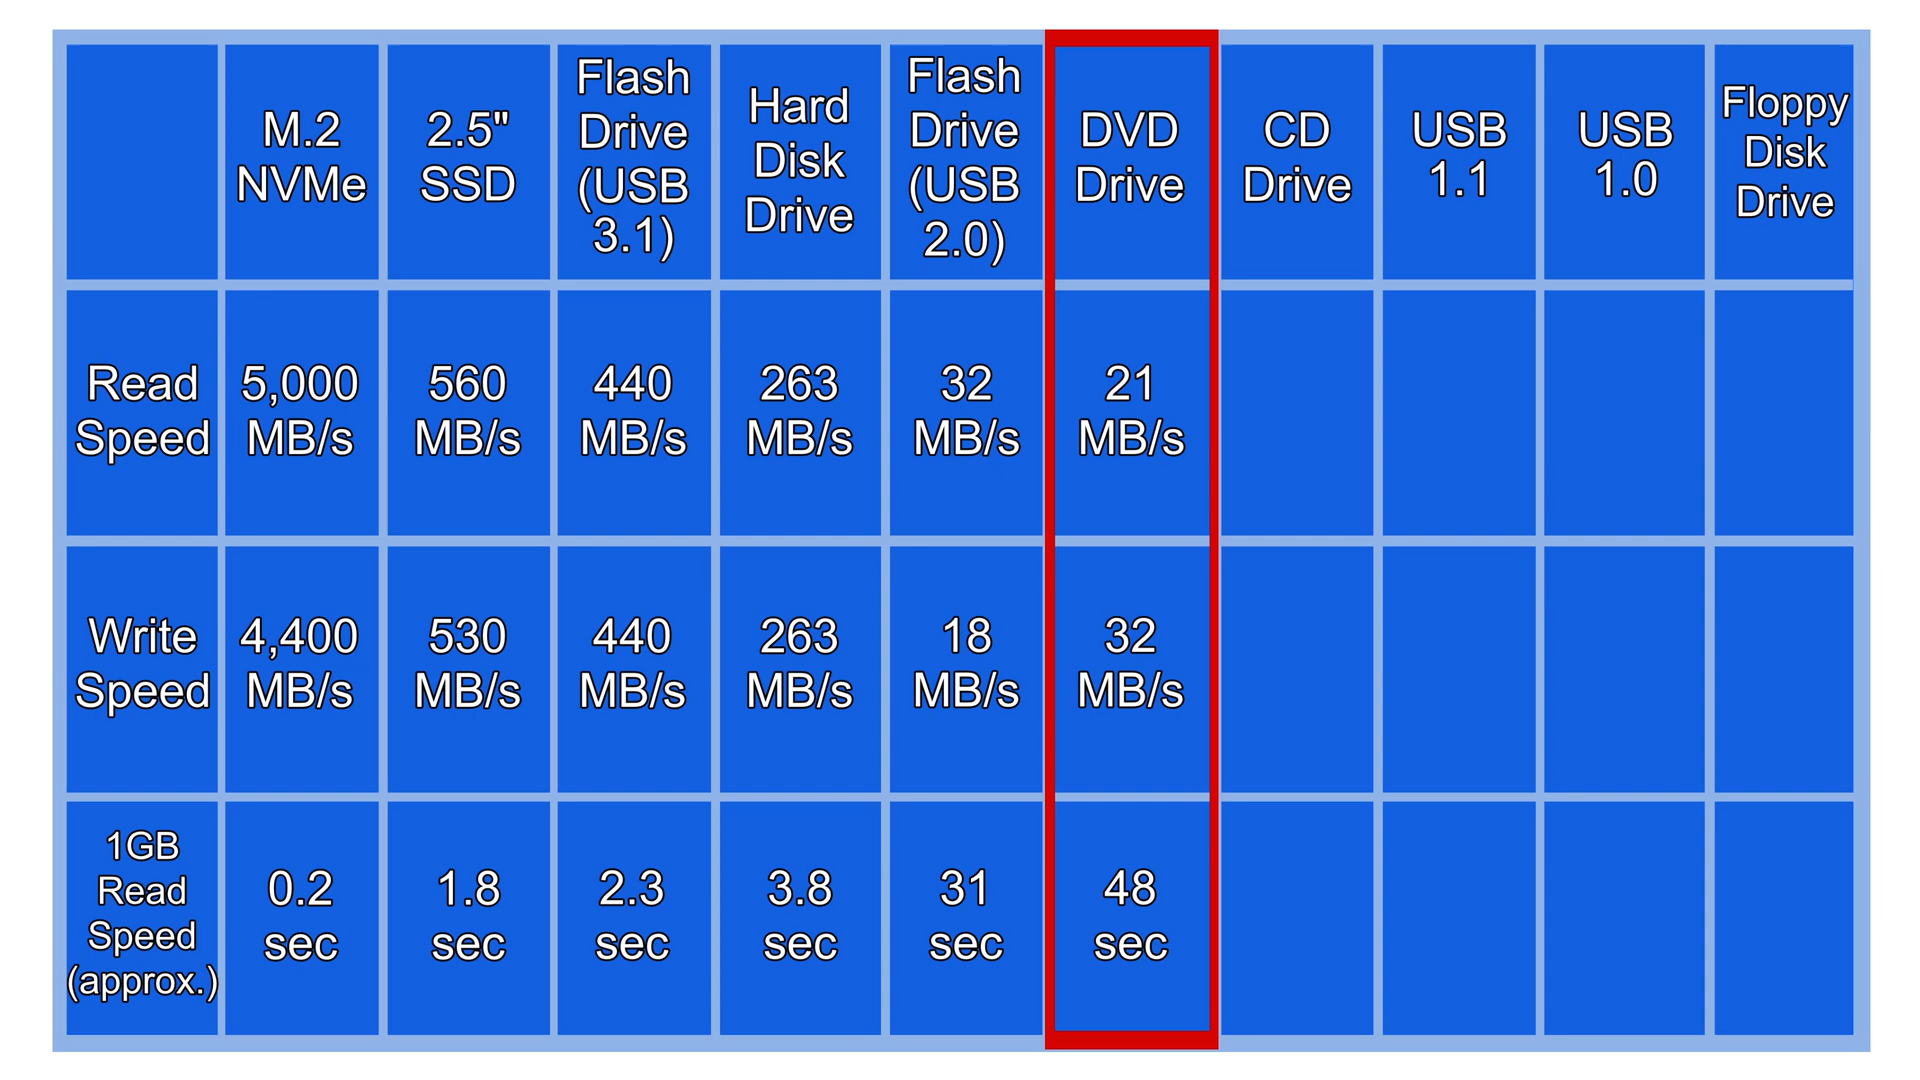 M.2 NVMe
2.5" SSD
Flash Drive (USB 3.1)
Hard Disk Drive
Flash Drive (USB 2.0)
DVD Drive
CD Drive
USB 1.1
USB 1.0
Floppy Disk Drive
Read Speed
5,000 MB/s
560 MB/s
440 MB/s
263 MB/s
32 MB/s
21 MB/s
Write Speed
4,400 MB/s
530 MB/s
440 MB/s
263 MB/s
18 MB/s
32 MB/s
1GB Read Speed (approx.)
0.2 sec
1.8 sec
2.3 sec
3.8 sec
31 sec
48 sec